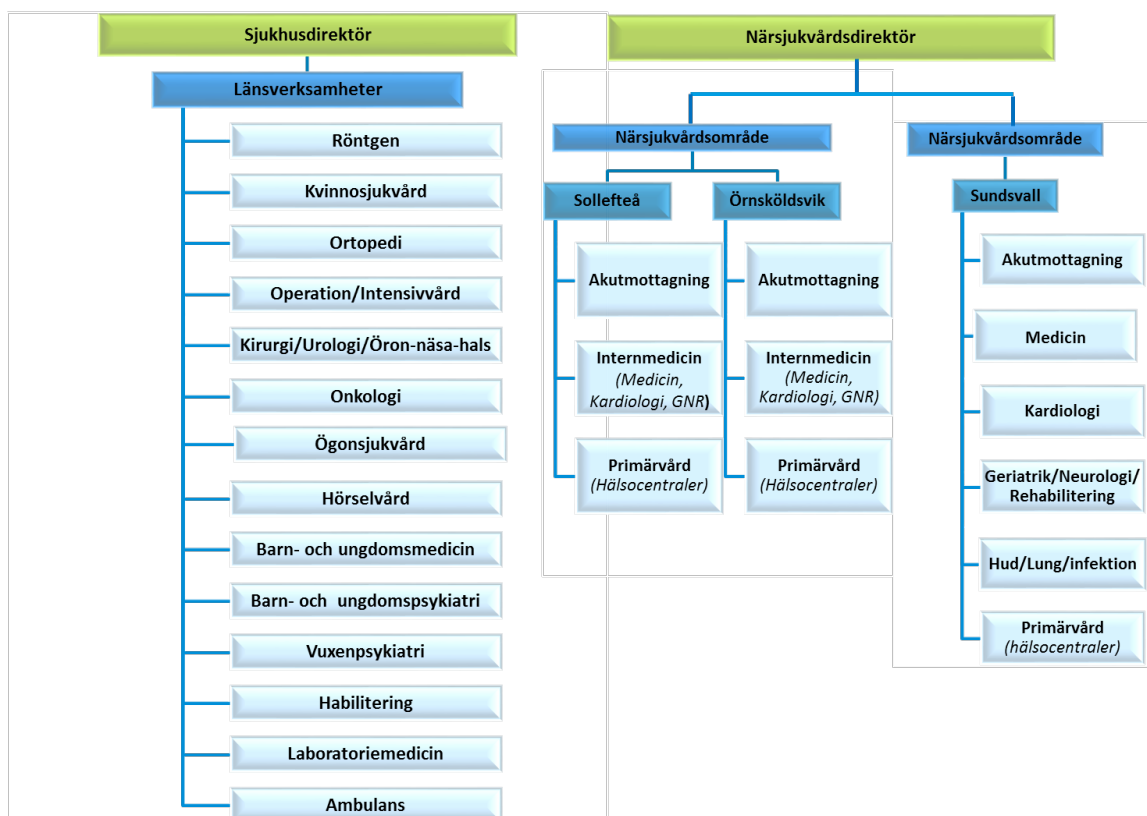 Sjukhusdirektör
Länsverksamheter
Röntgen
Kvinnosjukvård
Ortopedi
Operation/Intensivvård
Kirurgi/Urologi/Öron-näsa-hals
Onkologi
Ögonsjukvård
Hörselvård
Barn- och ungdomsmedicin
Barn- och ungdomspsykiatri
Vuxenpsykiatri
Habilitering
Laboratoriemedicin
Ambulans
Närsjukvårdsdirektör
Närsjukvårdsområde
Sollefteå
Akutmottagning
Internmedicin
(Medicin,
Kardiologi, GNR)
Primärvård
(Hälsocentraler)
Örnsköldsvik
Akutmottagning
Internmedicin
(Medicin,
Kardiologi, GNR)
Primärvård
(Hälsocentraler)
Närsjukvårdsområde
Sundsvall
Akutmottagning
Medicin
Kardiologi
Geriatrik/Neurologi/
Rehabilitering
Hud/Lung/infektion
Primärvård
(hälsocentraler)